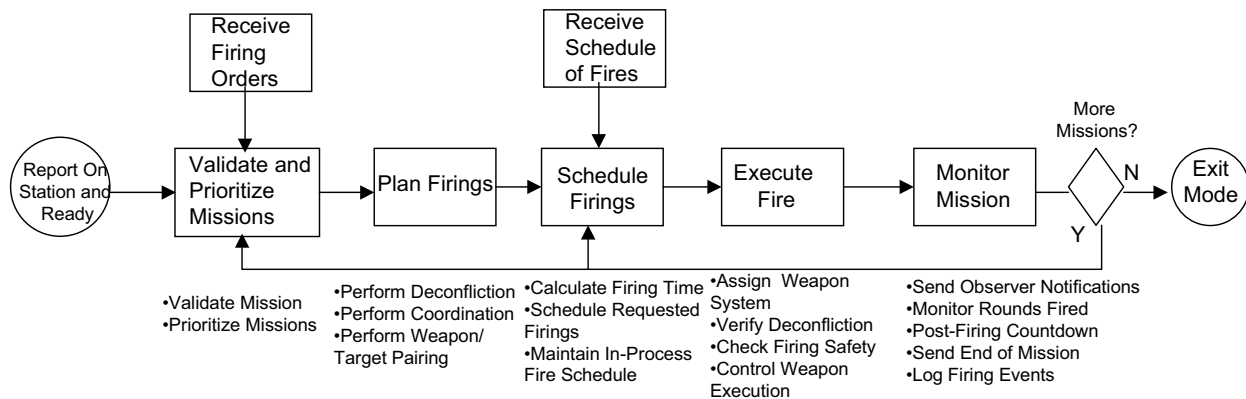 Receive
Firing
Orders
Receive
Schedule
of Fires
More
Missions?
Report On
Station and
Ready
Validate and
Prioritize
Missions
Plan Firings
Schedule
Firings
Execute
Fire
Monitor
Mission
N
Y
Exit
Mode
•Validate Mission
•Prioritize Missions
•Perform Deconfliction
•Perform Coordination
•Perform Weapon/
Target Pairing
•Calculate Firing Time
•Schedule Requested
Firings
•Maintain In-Process
Fire Schedule
•Assign Weapon
System
•Verify Deconfliction
•Check Firing Safety
•Control Weapon
Execution
•Send Observer Notifications
•Monitor Rounds Fired
•Post-Firing Countdown
•Send End of Mission
•Log Firing Events